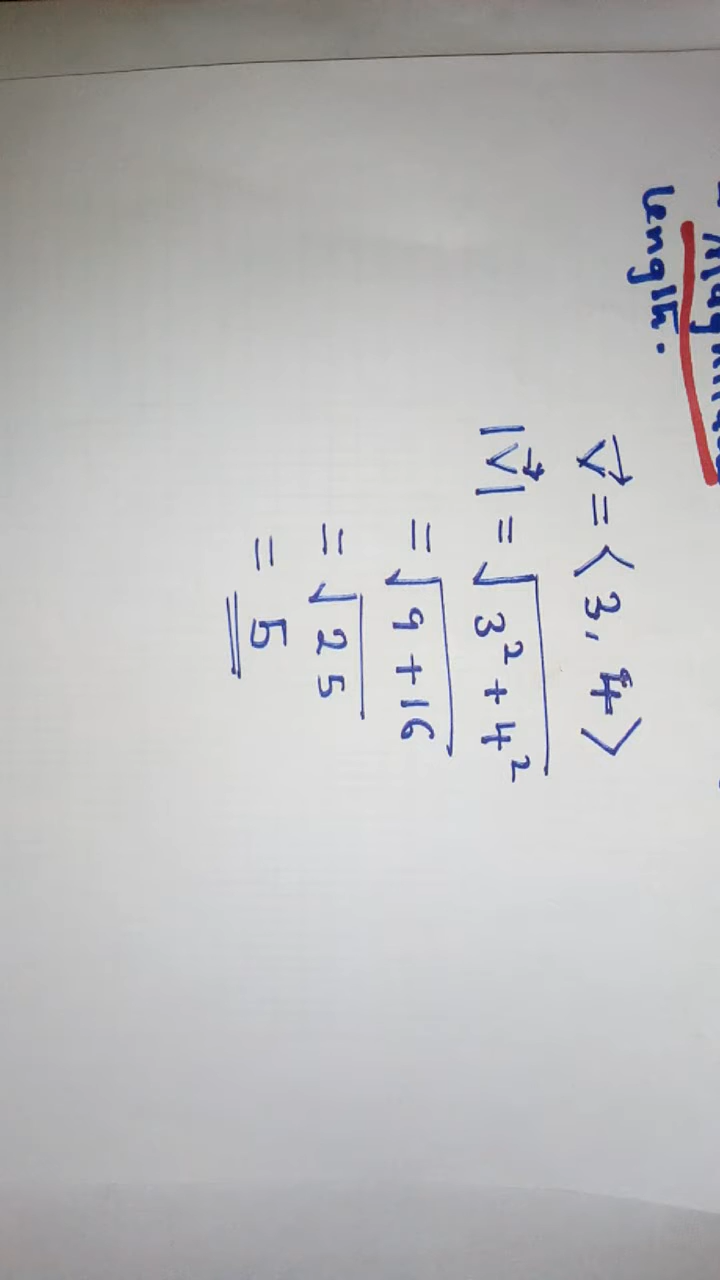 length.
V⃗ = ⟨3, 4⟩
|V⃗| = √(3² + 4²)
= √(9 + 16)
= √25
= 5